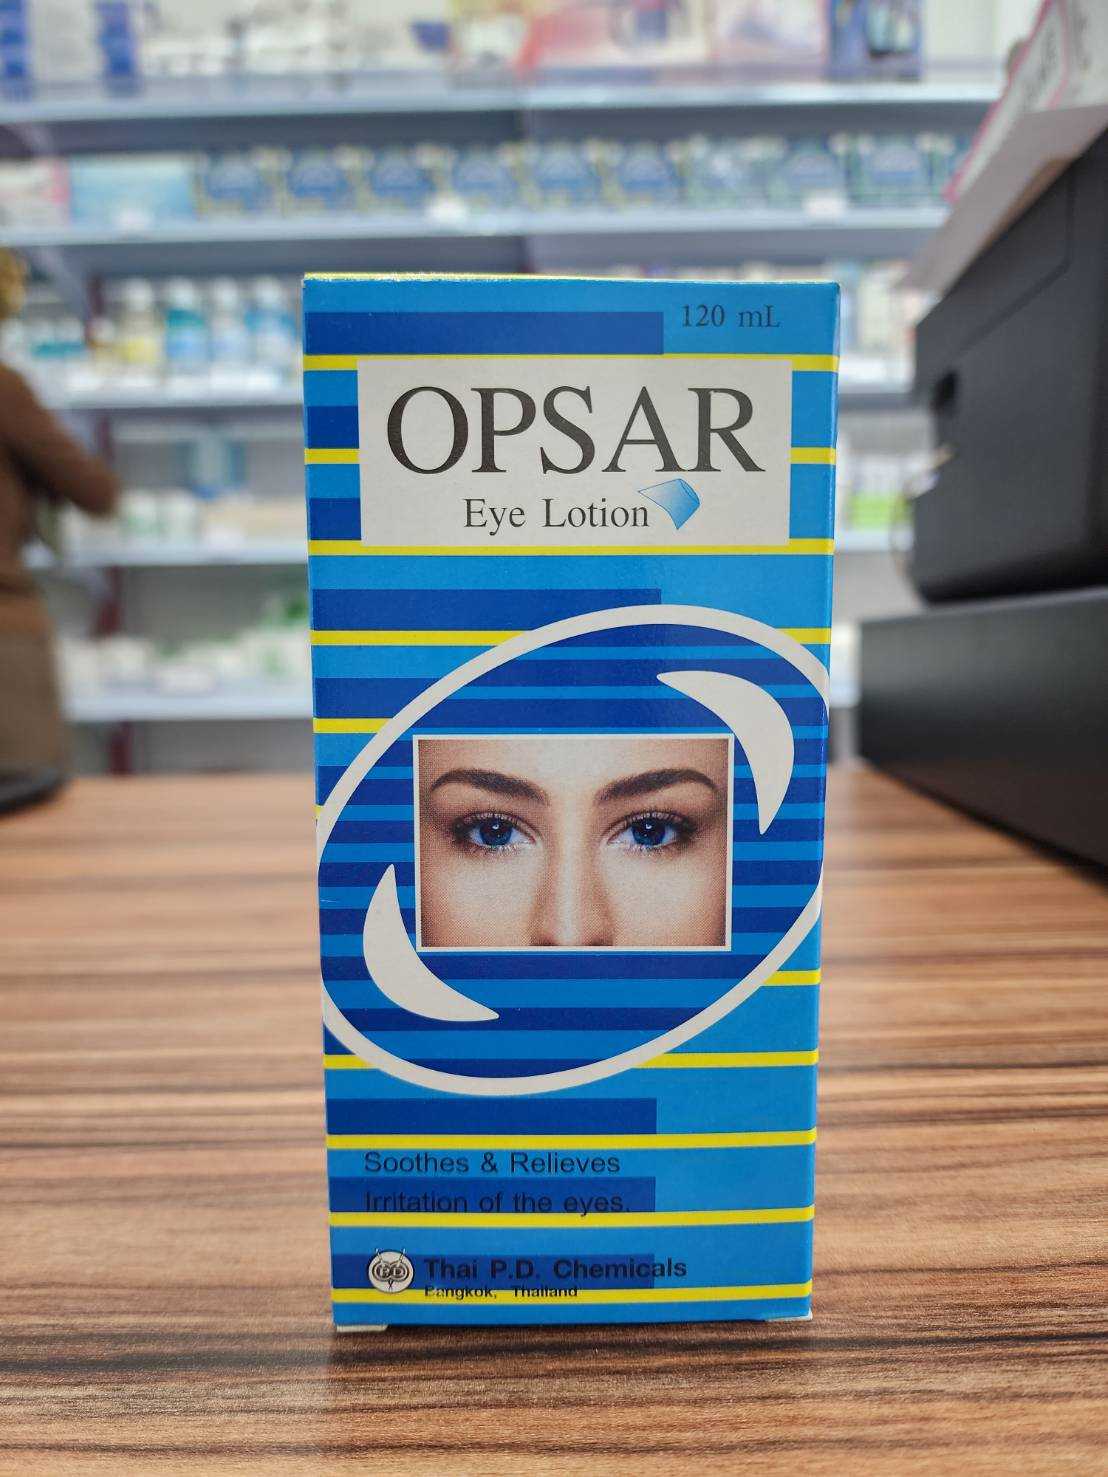 120 mL
OPSAR
Eye Lotion
Soothes & Relieves
Irritation of the eyes.
Thai P.D. Chemicals
Bangkok, Thailand